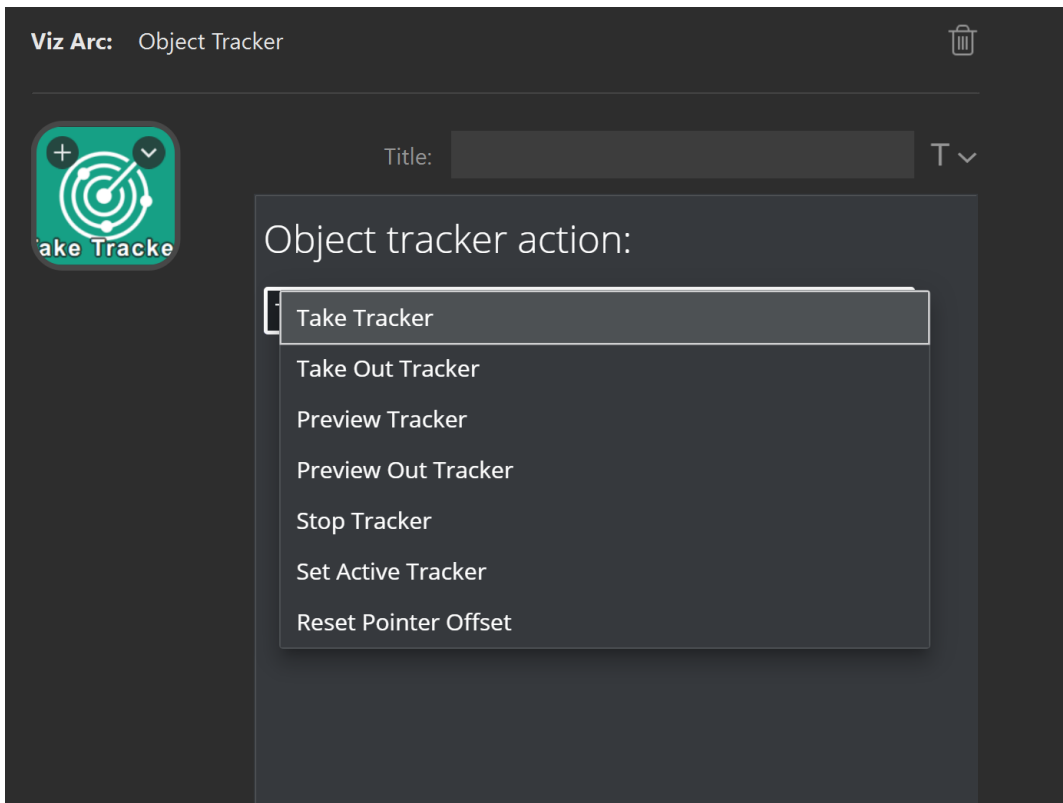 Viz Arc: Object Tracker
Title:
T
ake Tracke
Object tracker action:
Take Tracker
Take Out Tracker
Preview Tracker
Preview Out Tracker
Stop Tracker
Set Active Tracker
Reset Pointer Offset